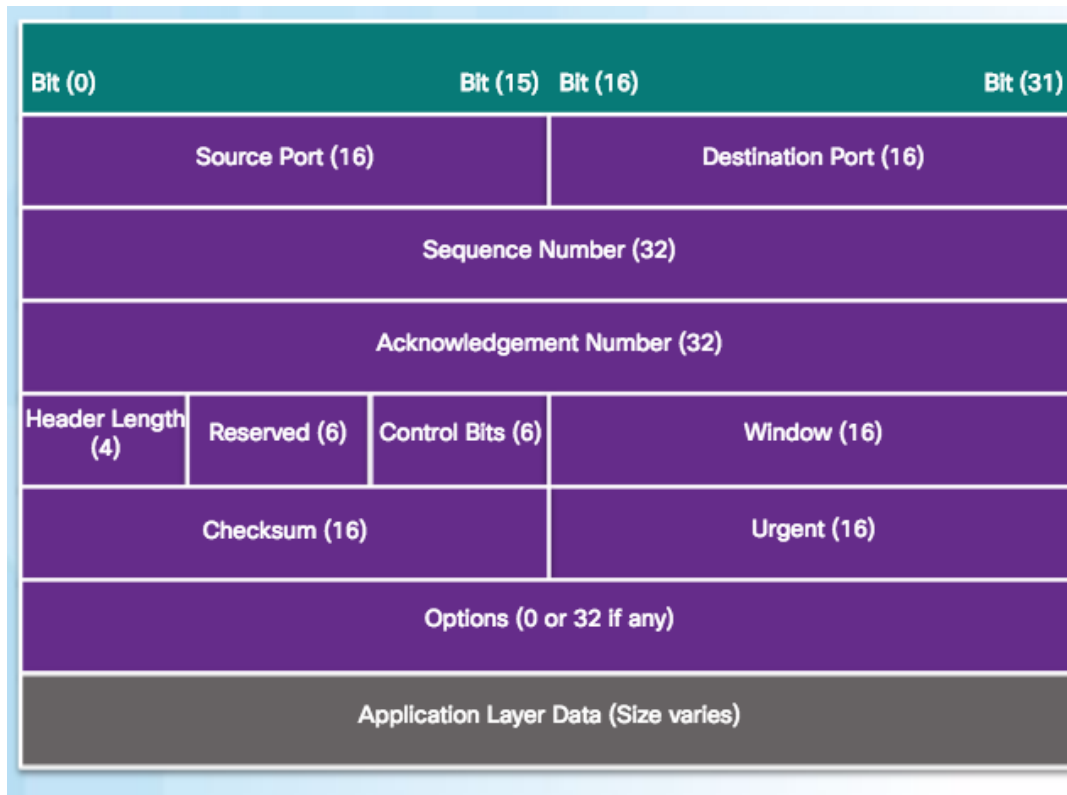 Bit (0) Bit (15) Bit (16) Bit (31)
Source Port (16) Destination Port (16)
Sequence Number (32)
Acknowledgement Number (32)
Header Length
(4) Reserved (6) Control Bits (6) Window (16)
Checksum (16) Urgent (16)
Options (0 or 32 if any)
Application Layer Data (Size varies)